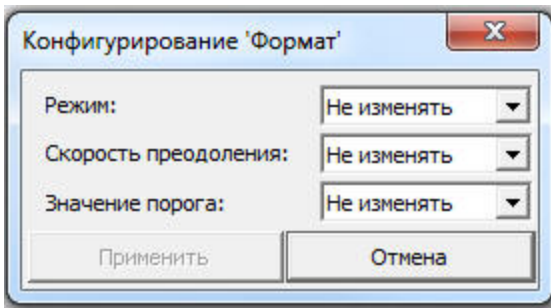 Конфигурирование 'Формат'
Режим: Не изменять
Скорость преодоления: Не изменять
Значение порога: Не изменять
Применить Отмена